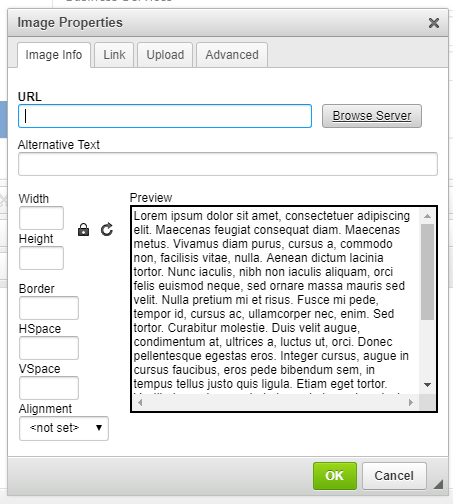 Image Properties
Image Info
Link
Upload
Advanced
URL
Browse Server
Alternative Text
Width
Height
Border
HSpace
VSpace
Alignment
<not set>
Preview
Lorem ipsum dolor sit amet, consectetuer adipiscing
elit. Maecenas feugiat consequat diam. Maecenas
metus. Vivamus diam purus, cursus a, commodo
non, facilisis vitae, nulla. Aenean dictum lacinia
tortor. Nunc iaculis, nibh non iaculis aliquam, orci
felis euismod neque, sed ornare massa mauris sed
velit. Nulla pretium mi et risus. Fusce mi pede,
tempor id, cursus ac, ullamcorper nec, enim. Sed
tortor. Curabitur molestie. Duis velit augue,
condimentum at, ultrices a, luctus ut, orci. Donec
pellentesque egestas eros. Integer cursus, augue in
cursus faucibus, eros pede bibendum sem, in
tempus tellus justo quis ligula. Etiam eget tortor.
OK
Cancel